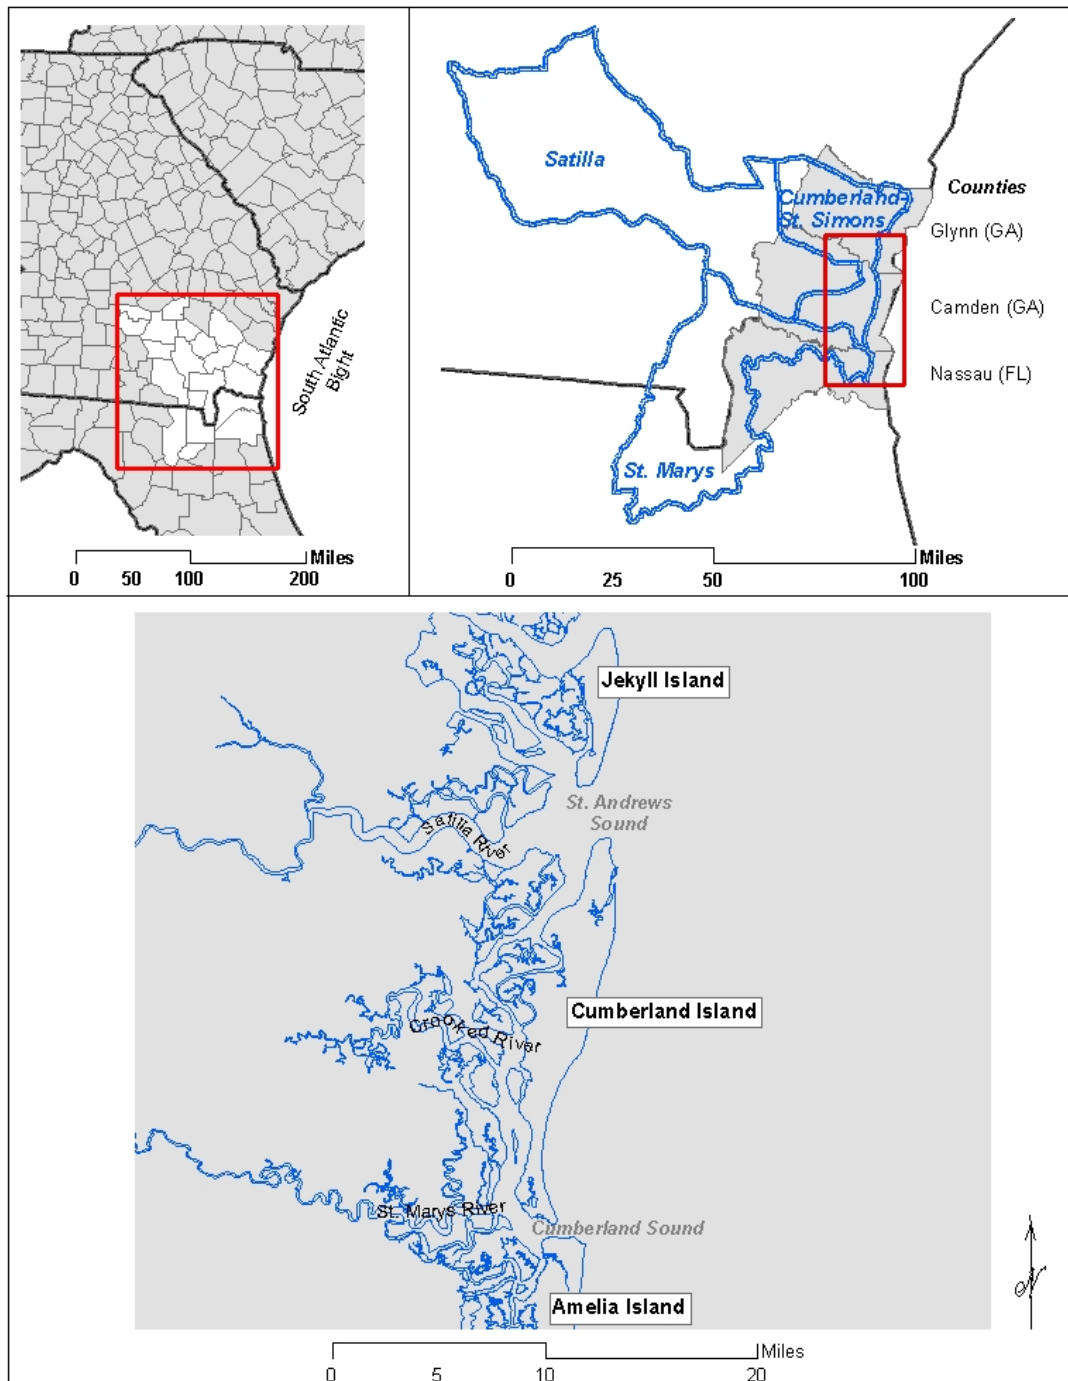 South Atlantic
Bight
Miles
0 50 100 200
Satilla
Cumberland-
St. Simons
St. Marys
Counties
Glynn (GA)
Camden (GA)
Nassau (FL)
Miles
0 25 50 100
Jekyll Island
St. Andrews
Sound
Satilla River
Cumberland Island
Crooked River
St. Marys River
Cumberland Sound
Amelia Island
N
Miles
0 5 10 20